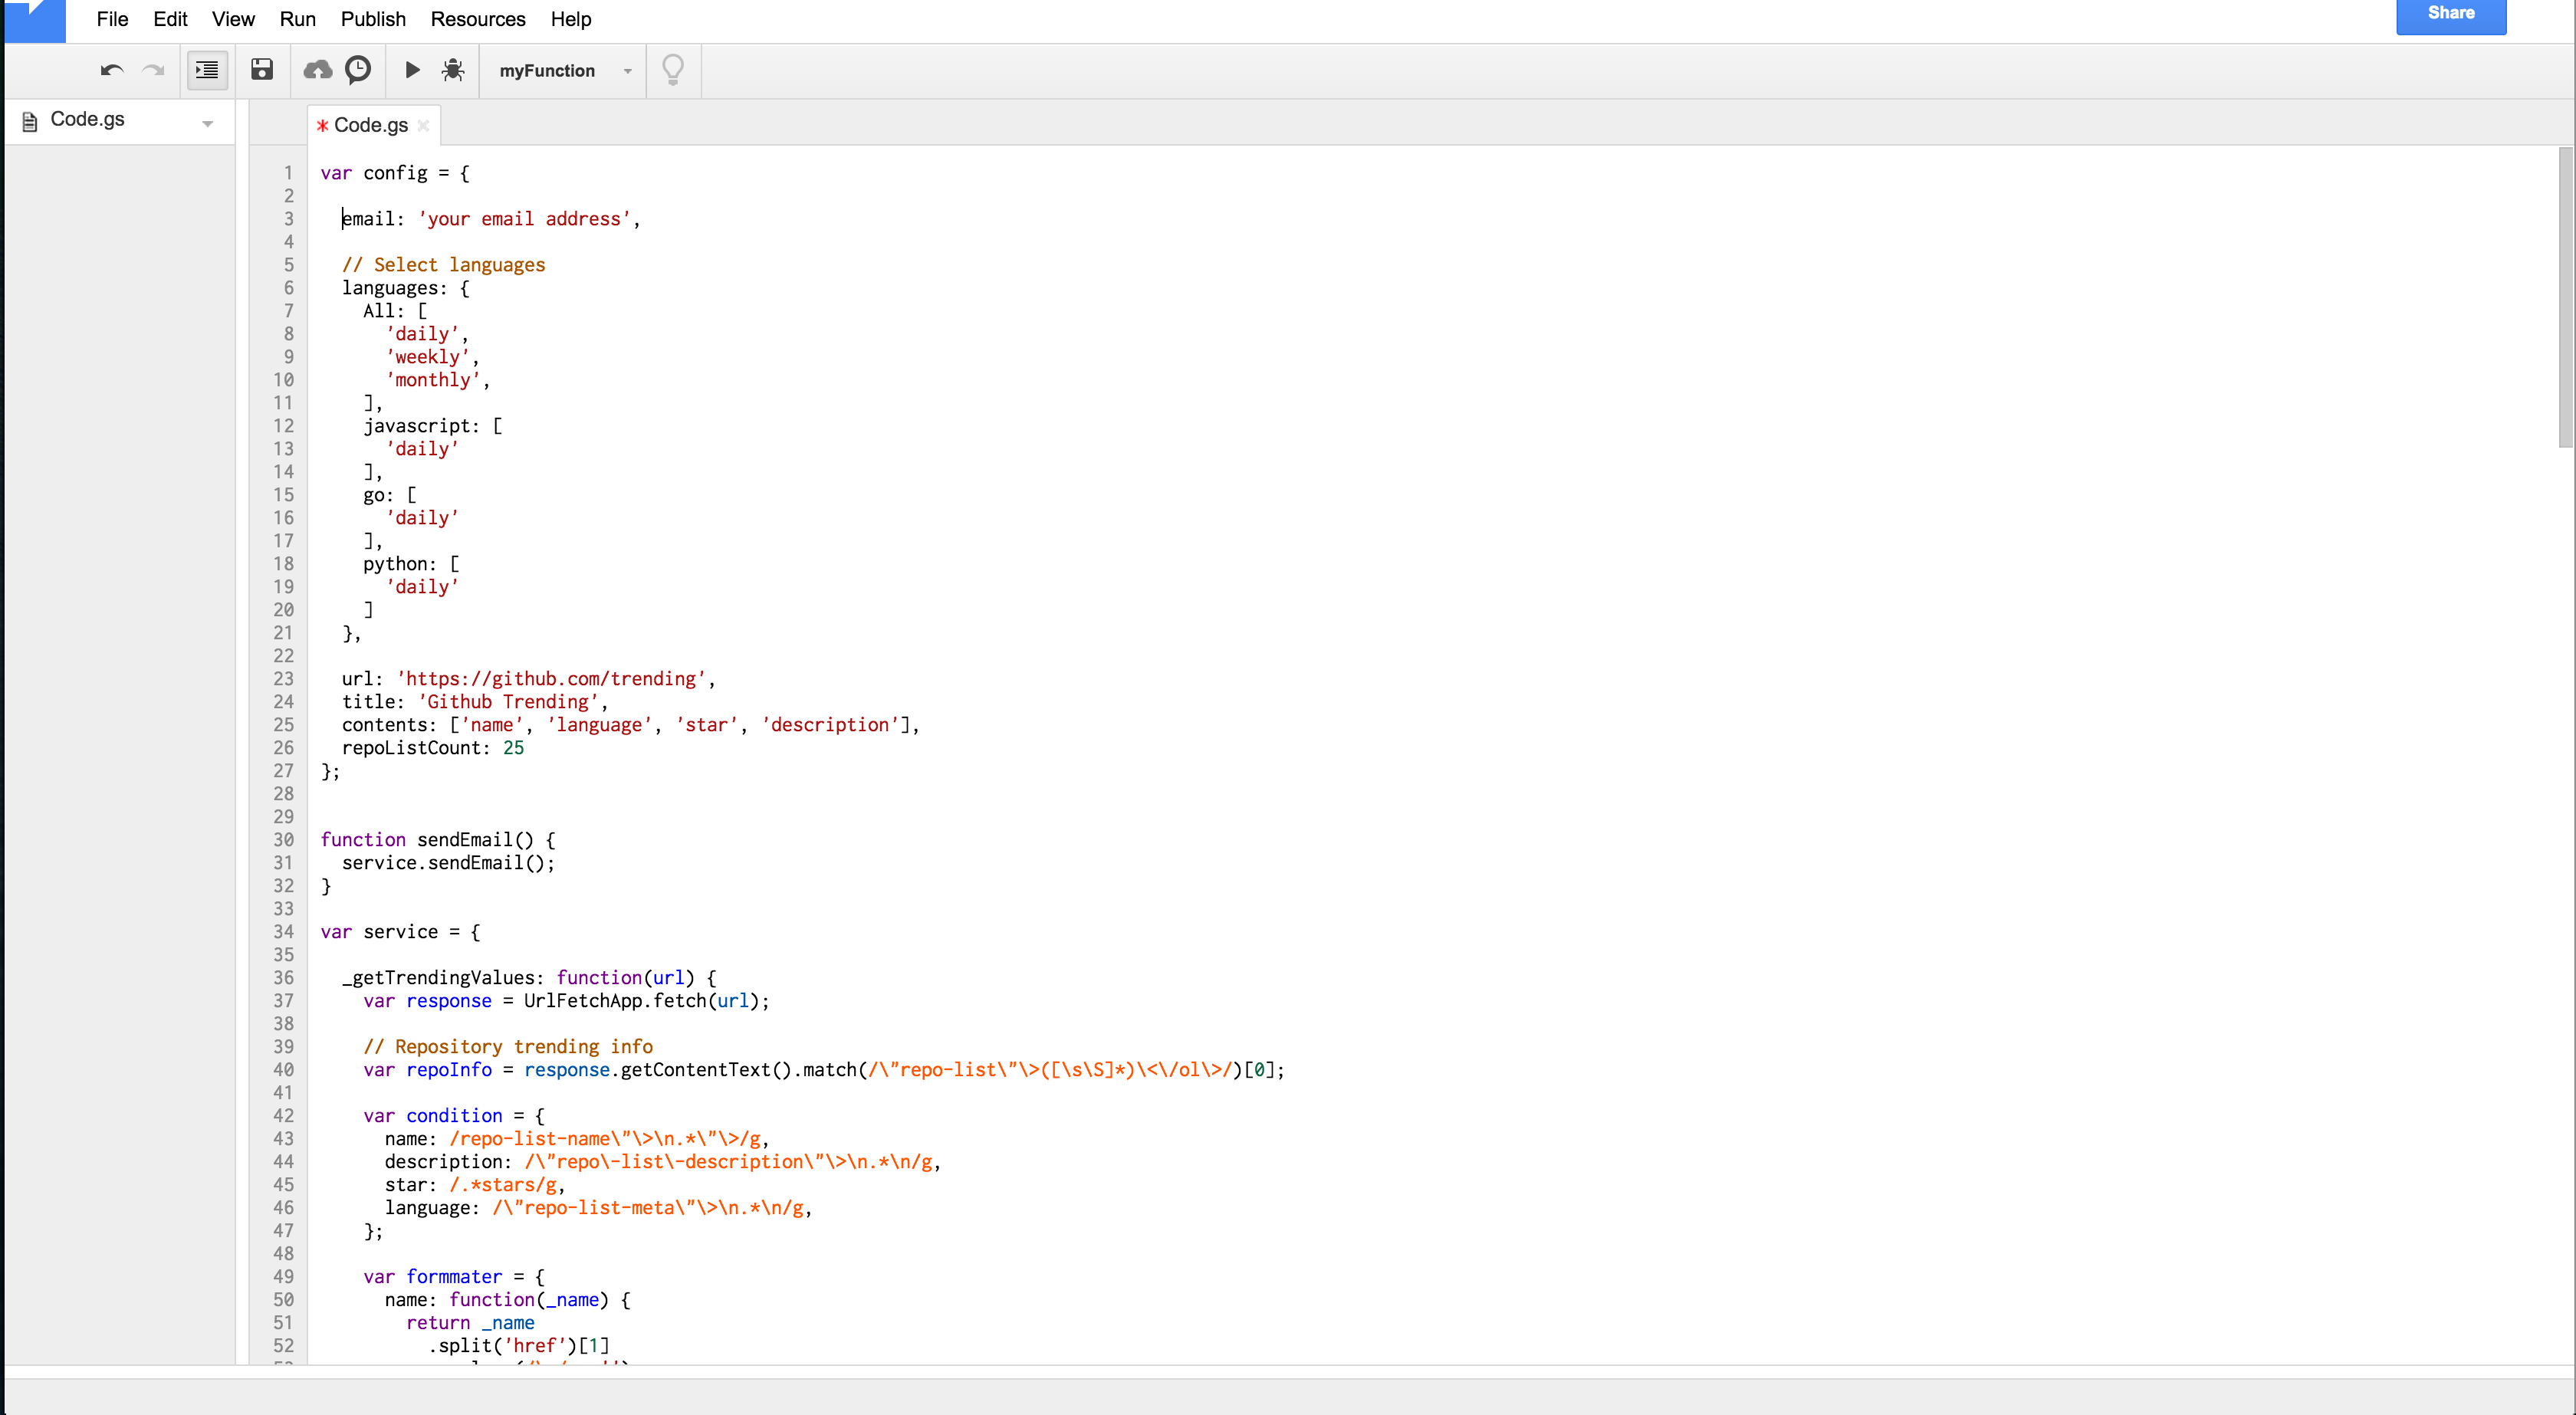 File Edit View Run Publish Resources Help
Share
myFunction
Code.gs
* Code.gs ×
1 var config = {
2
3   email: 'your email address',
4
5   // Select languages
6   languages: {
7     All: [
8       'daily',
9       'weekly',
10       'monthly',
11     ],
12     javascript: [
13       'daily'
14     ],
15     go: [
16       'daily'
17     ],
18     python: [
19       'daily'
20     ]
21   },
22
23   url: 'https://github.com/trending',
24   title: 'Github Trending',
25   contents: ['name', 'language', 'star', 'description'],
26   repoListCount: 25
27 };
28
29
30 function sendEmail() {
31   service.sendEmail();
32 }
33
34 var service = {
35
36   _getTrendingValues: function(url) {
37     var response = UrlFetchApp.fetch(url);
38
39     // Repository trending info
40     var repoInfo = response.getContentText().match(/\"repo-list\"\>([\s\S]*)\<\/ol\>/)[0];
41
42     var condition = {
43       name: /repo-list-name\"\>\n.*\"\>/g,
44       description: /\"repo\-list\-description\"\>\n.*\n/g,
45       star: /.*stars/g,
46       language: /\"repo-list-meta\"\>\n.*\n/g,
47     };
48
49     var formmater = {
50       name: function(_name) {
51         return _name
52           .split('href')[1]